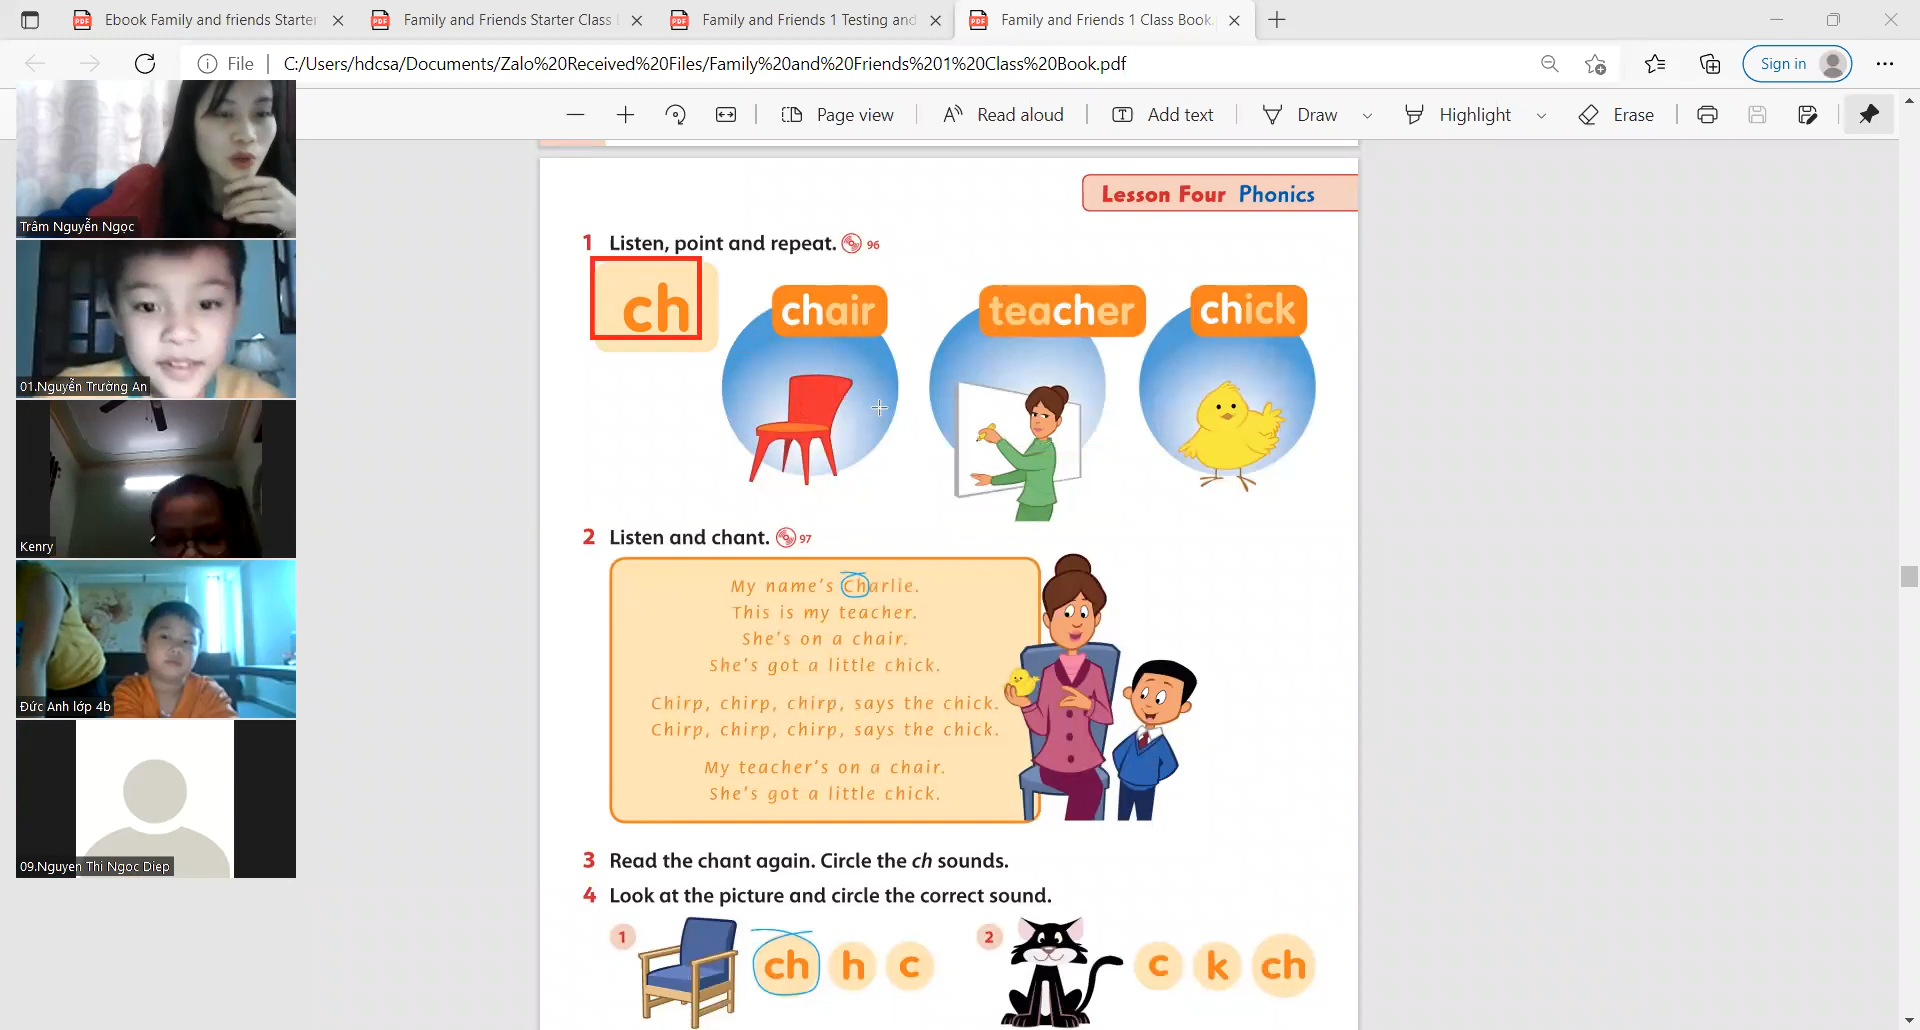 Ebook Family and friends Starter
Family and Friends Starter Class
Family and Friends 1 Testing and
Family and Friends 1 Class Book.
File
C:/Users/hdcsa/Documents/Zalo%20Received%20Files/Family%20and%20Friends%201%20Class%20Book.pdf
Sign in
Page view
Read aloud
Add text
Draw
Highlight
Erase
Trâm Nguyễn Ngọc
01.Nguyễn Trường An
Kenry
Đức Anh lớp 4b
09.Nguyen Thi Ngoc Diep
Lesson Four Phonics
1 Listen, point and repeat. 96
ch
chair
teacher
chick
2 Listen and chant. 97
My name's Charlie.
This is my teacher.
She's on a chair.
She's got a little chick.
Chirp, chirp, chirp, says the chick.
Chirp, chirp, chirp, says the chick.
My teacher's on a chair.
She's got a little chick.
3 Read the chant again. Circle the ch sounds.
4 Look at the picture and circle the correct sound.
1 ch h c
2 c k ch